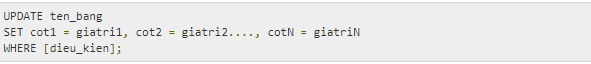 UPDATE ten_bang
SET cot1 = giatri1, cot2 = giatri2...., cotN = giatriN
WHERE [dieu_kien];